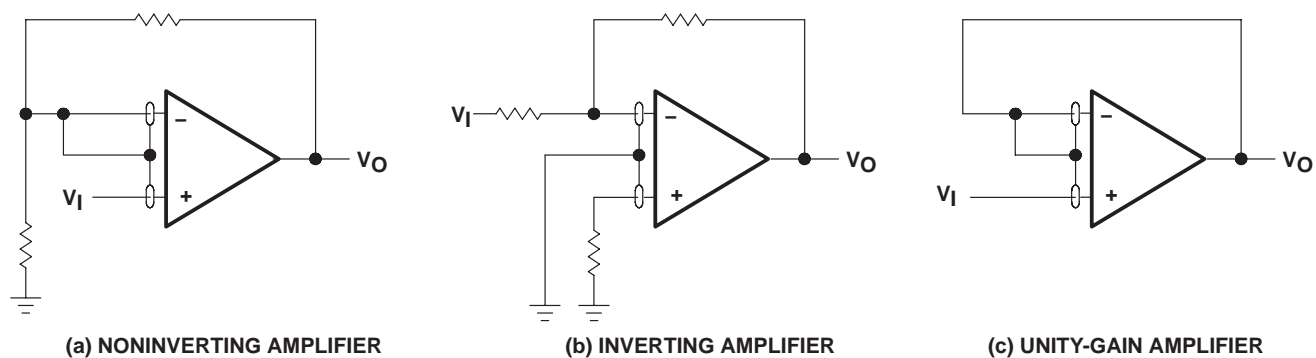 –
+
V_I
V_O
(a) NONINVERTING AMPLIFIER
V_I
–
+
V_O
(b) INVERTING AMPLIFIER
–
+
V_I
V_O
(c) UNITY-GAIN AMPLIFIER